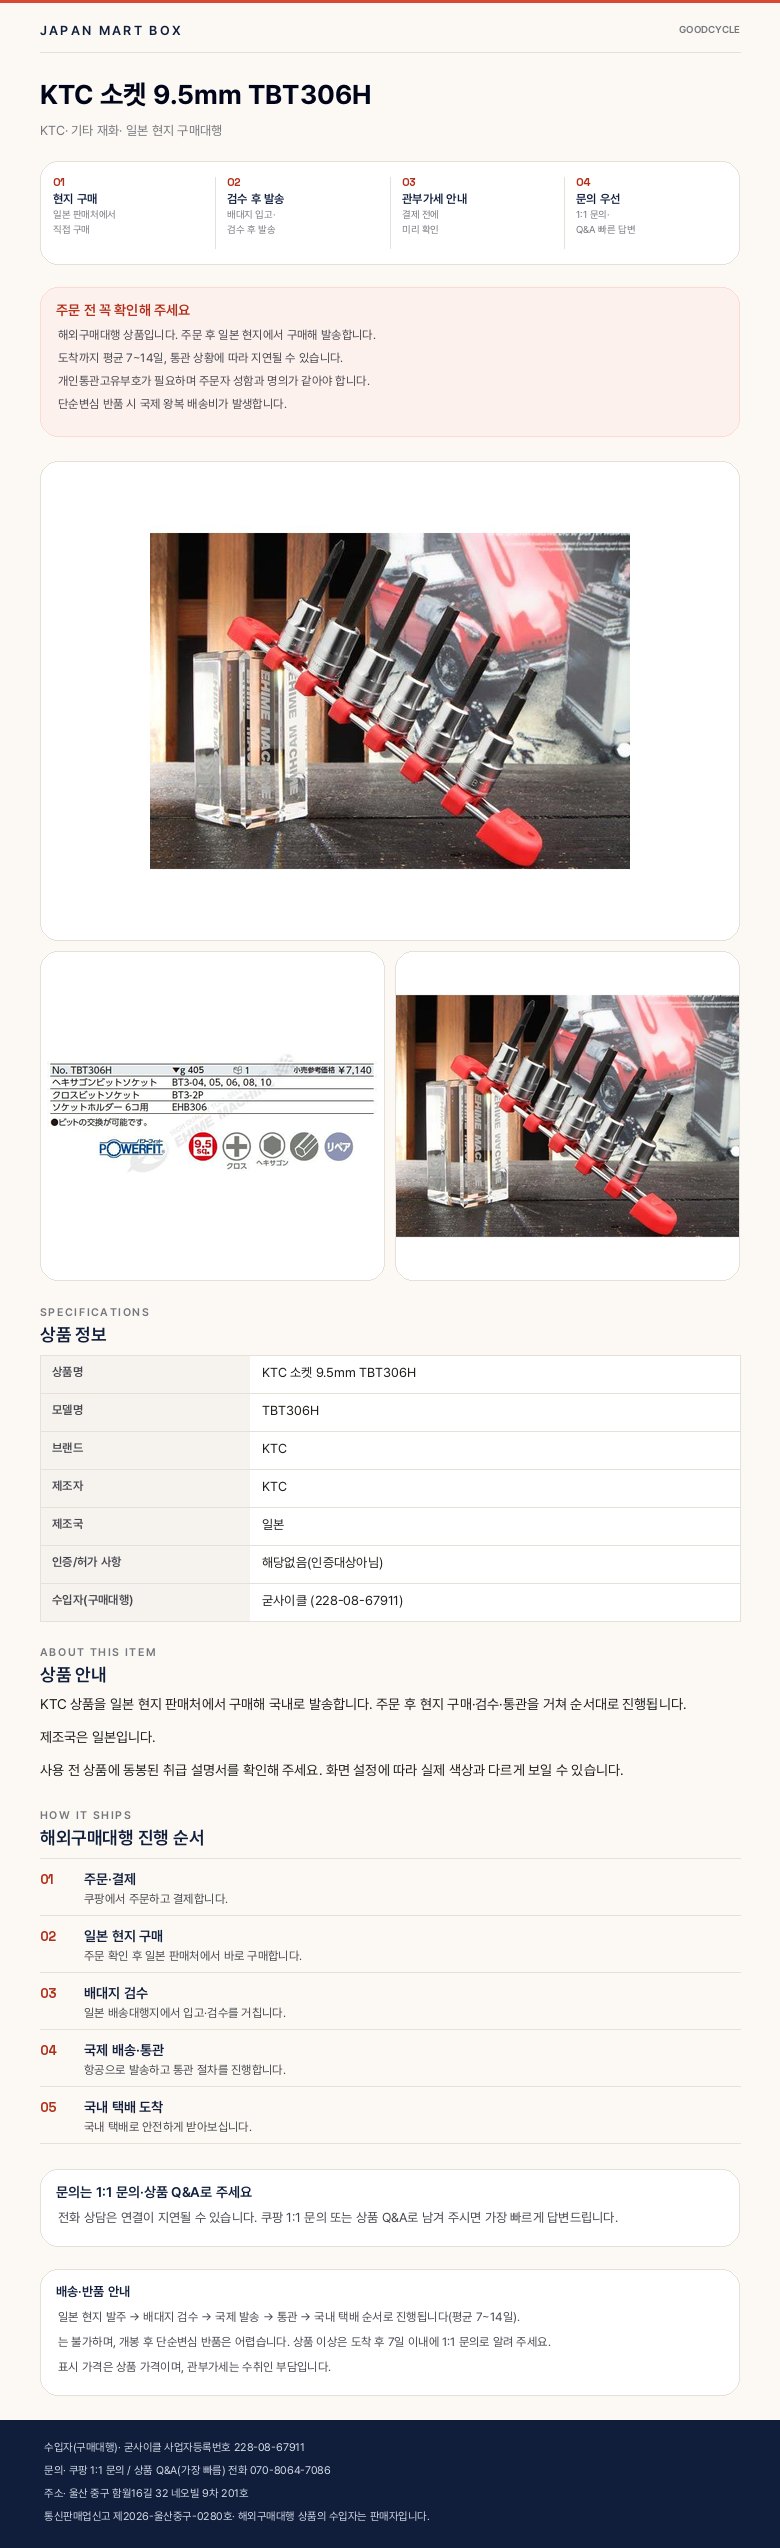 JAPAN MART BOX
GOODCYCLE
KTC 소켓 9.5mm TBT306H
KTC· 기타 재화· 일본 현지 구매대행
01
현지 구매
일본 판매처에서
직접 구매
02
검수 후 발송
배대지 입고·
검수 후 발송
03
관부가세 안내
결제 전에
미리 확인
04
문의 우선
1:1 문의·
Q&A 빠른 답변
주문 전 꼭 확인해 주세요
해외구매대행 상품입니다. 주문 후 일본 현지에서 구매해 발송합니다.
도착까지 평균 7~14일, 통관 상황에 따라 지연될 수 있습니다.
개인통관고유부호가 필요하며 주문자 성함과 명의가 같아야 합니다.
단순변심 반품 시 국제 왕복 배송비가 발생합니다.
EHIME MACHINE
No. TBT306H ▼g 405 1 小売参考価格 ¥7,140
ヘキサゴンビットソケット BT3-04, 05, 06, 08, 10
クロスビットソケット BT3-2P
ソケットホルダー 6コ用 EHB306
●ビットの交換が可能です。
POWERFIT
9.5 SQ.
クロス
ヘキサゴン
リペア
EHIME MACHINE
SPECIFICATIONS
상품 정보
상품명 KTC 소켓 9.5mm TBT306H
모델명 TBT306H
브랜드 KTC
제조자 KTC
제조국 일본
인증/허가 사항 해당없음(인증대상아님)
수입자(구매대행) 굳사이클 (228-08-67911)
ABOUT THIS ITEM
상품 안내
KTC 상품을 일본 현지 판매처에서 구매해 국내로 발송합니다. 주문 후 현지 구매·검수·통관을 거쳐 순서대로 진행됩니다.
제조국은 일본입니다.
사용 전 상품에 동봉된 취급 설명서를 확인해 주세요. 화면 설정에 따라 실제 색상과 다르게 보일 수 있습니다.
HOW IT SHIPS
해외구매대행 진행 순서
01 주문·결제
쿠팡에서 주문하고 결제합니다.
02 일본 현지 구매
주문 확인 후 일본 판매처에서 바로 구매합니다.
03 배대지 검수
일본 배송대행지에서 입고·검수를 거칩니다.
04 국제 배송·통관
항공으로 발송하고 통관 절차를 진행합니다.
05 국내 택배 도착
국내 택배로 안전하게 받아보십니다.
문의는 1:1 문의·상품 Q&A로 주세요
전화 상담은 연결이 지연될 수 있습니다. 쿠팡 1:1 문의 또는 상품 Q&A로 남겨 주시면 가장 빠르게 답변드립니다.
배송·반품 안내
일본 현지 발주 → 배대지 검수 → 국제 발송 → 통관 → 국내 택배 순서로 진행됩니다(평균 7~14일).
는 불가하며, 개봉 후 단순변심 반품은 어렵습니다. 상품 이상은 도착 후 7일 이내에 1:1 문의로 알려 주세요.
표시 가격은 상품 가격이며, 관부가세는 수취인 부담입니다.
수입자(구매대행)· 굳사이클 사업자등록번호 228-08-67911
문의· 쿠팡 1:1 문의 / 상품 Q&A(가장 빠름) 전화 070-8064-7086
주소· 울산 중구 함월16길 32 네오빌 9차 201호
통신판매업신고 제2026-울산중구-0280호· 해외구매대행 상품의 수입자는 판매자입니다.